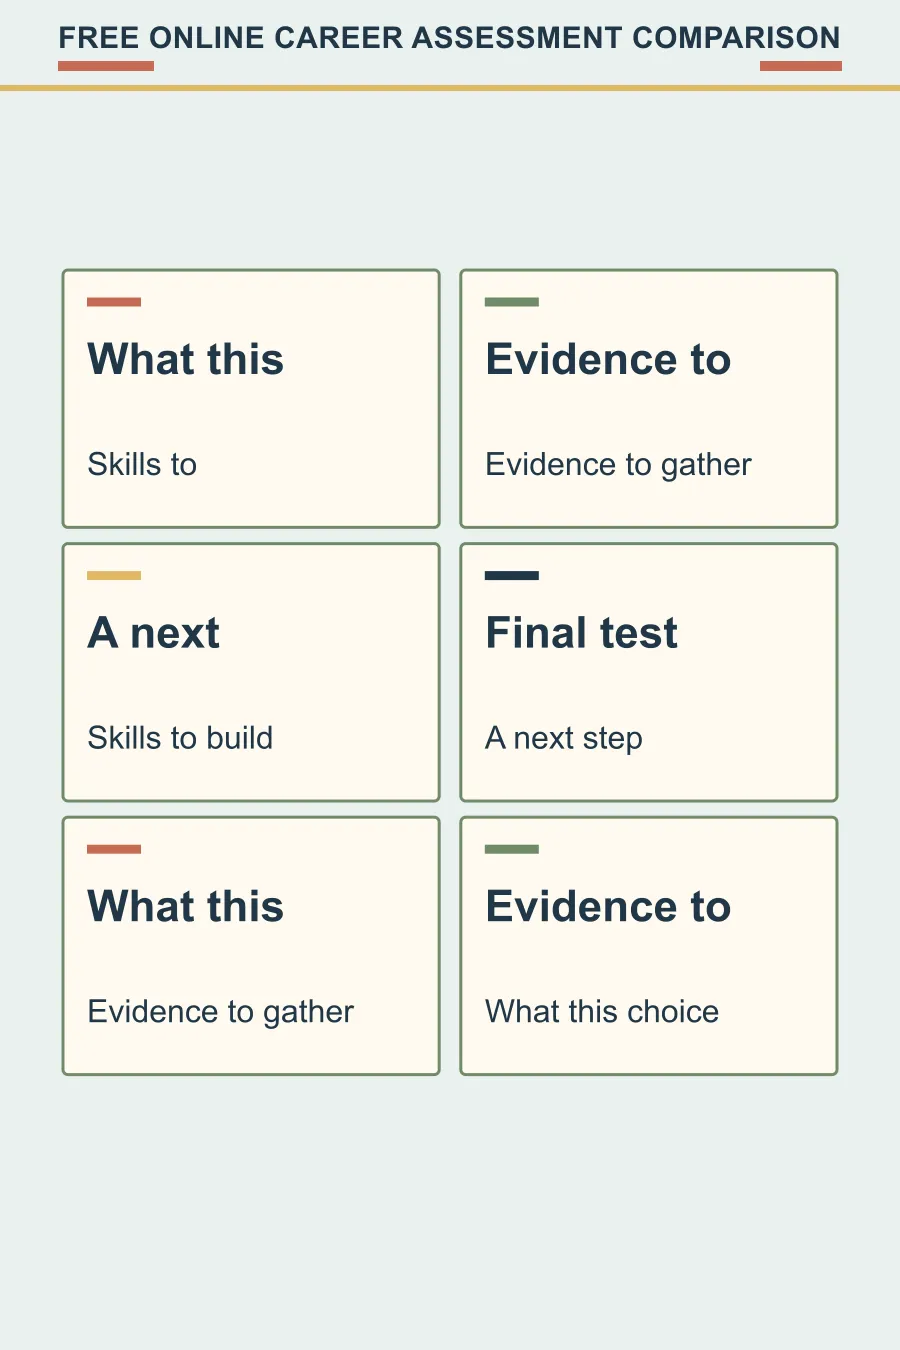 FREE ONLINE CAREER ASSESSMENT COMPARISON
What this
Skills to
Evidence to
Evidence to gather
A next
Skills to build
Final test
A next step
What this
Evidence to gather
Evidence to
What this choice